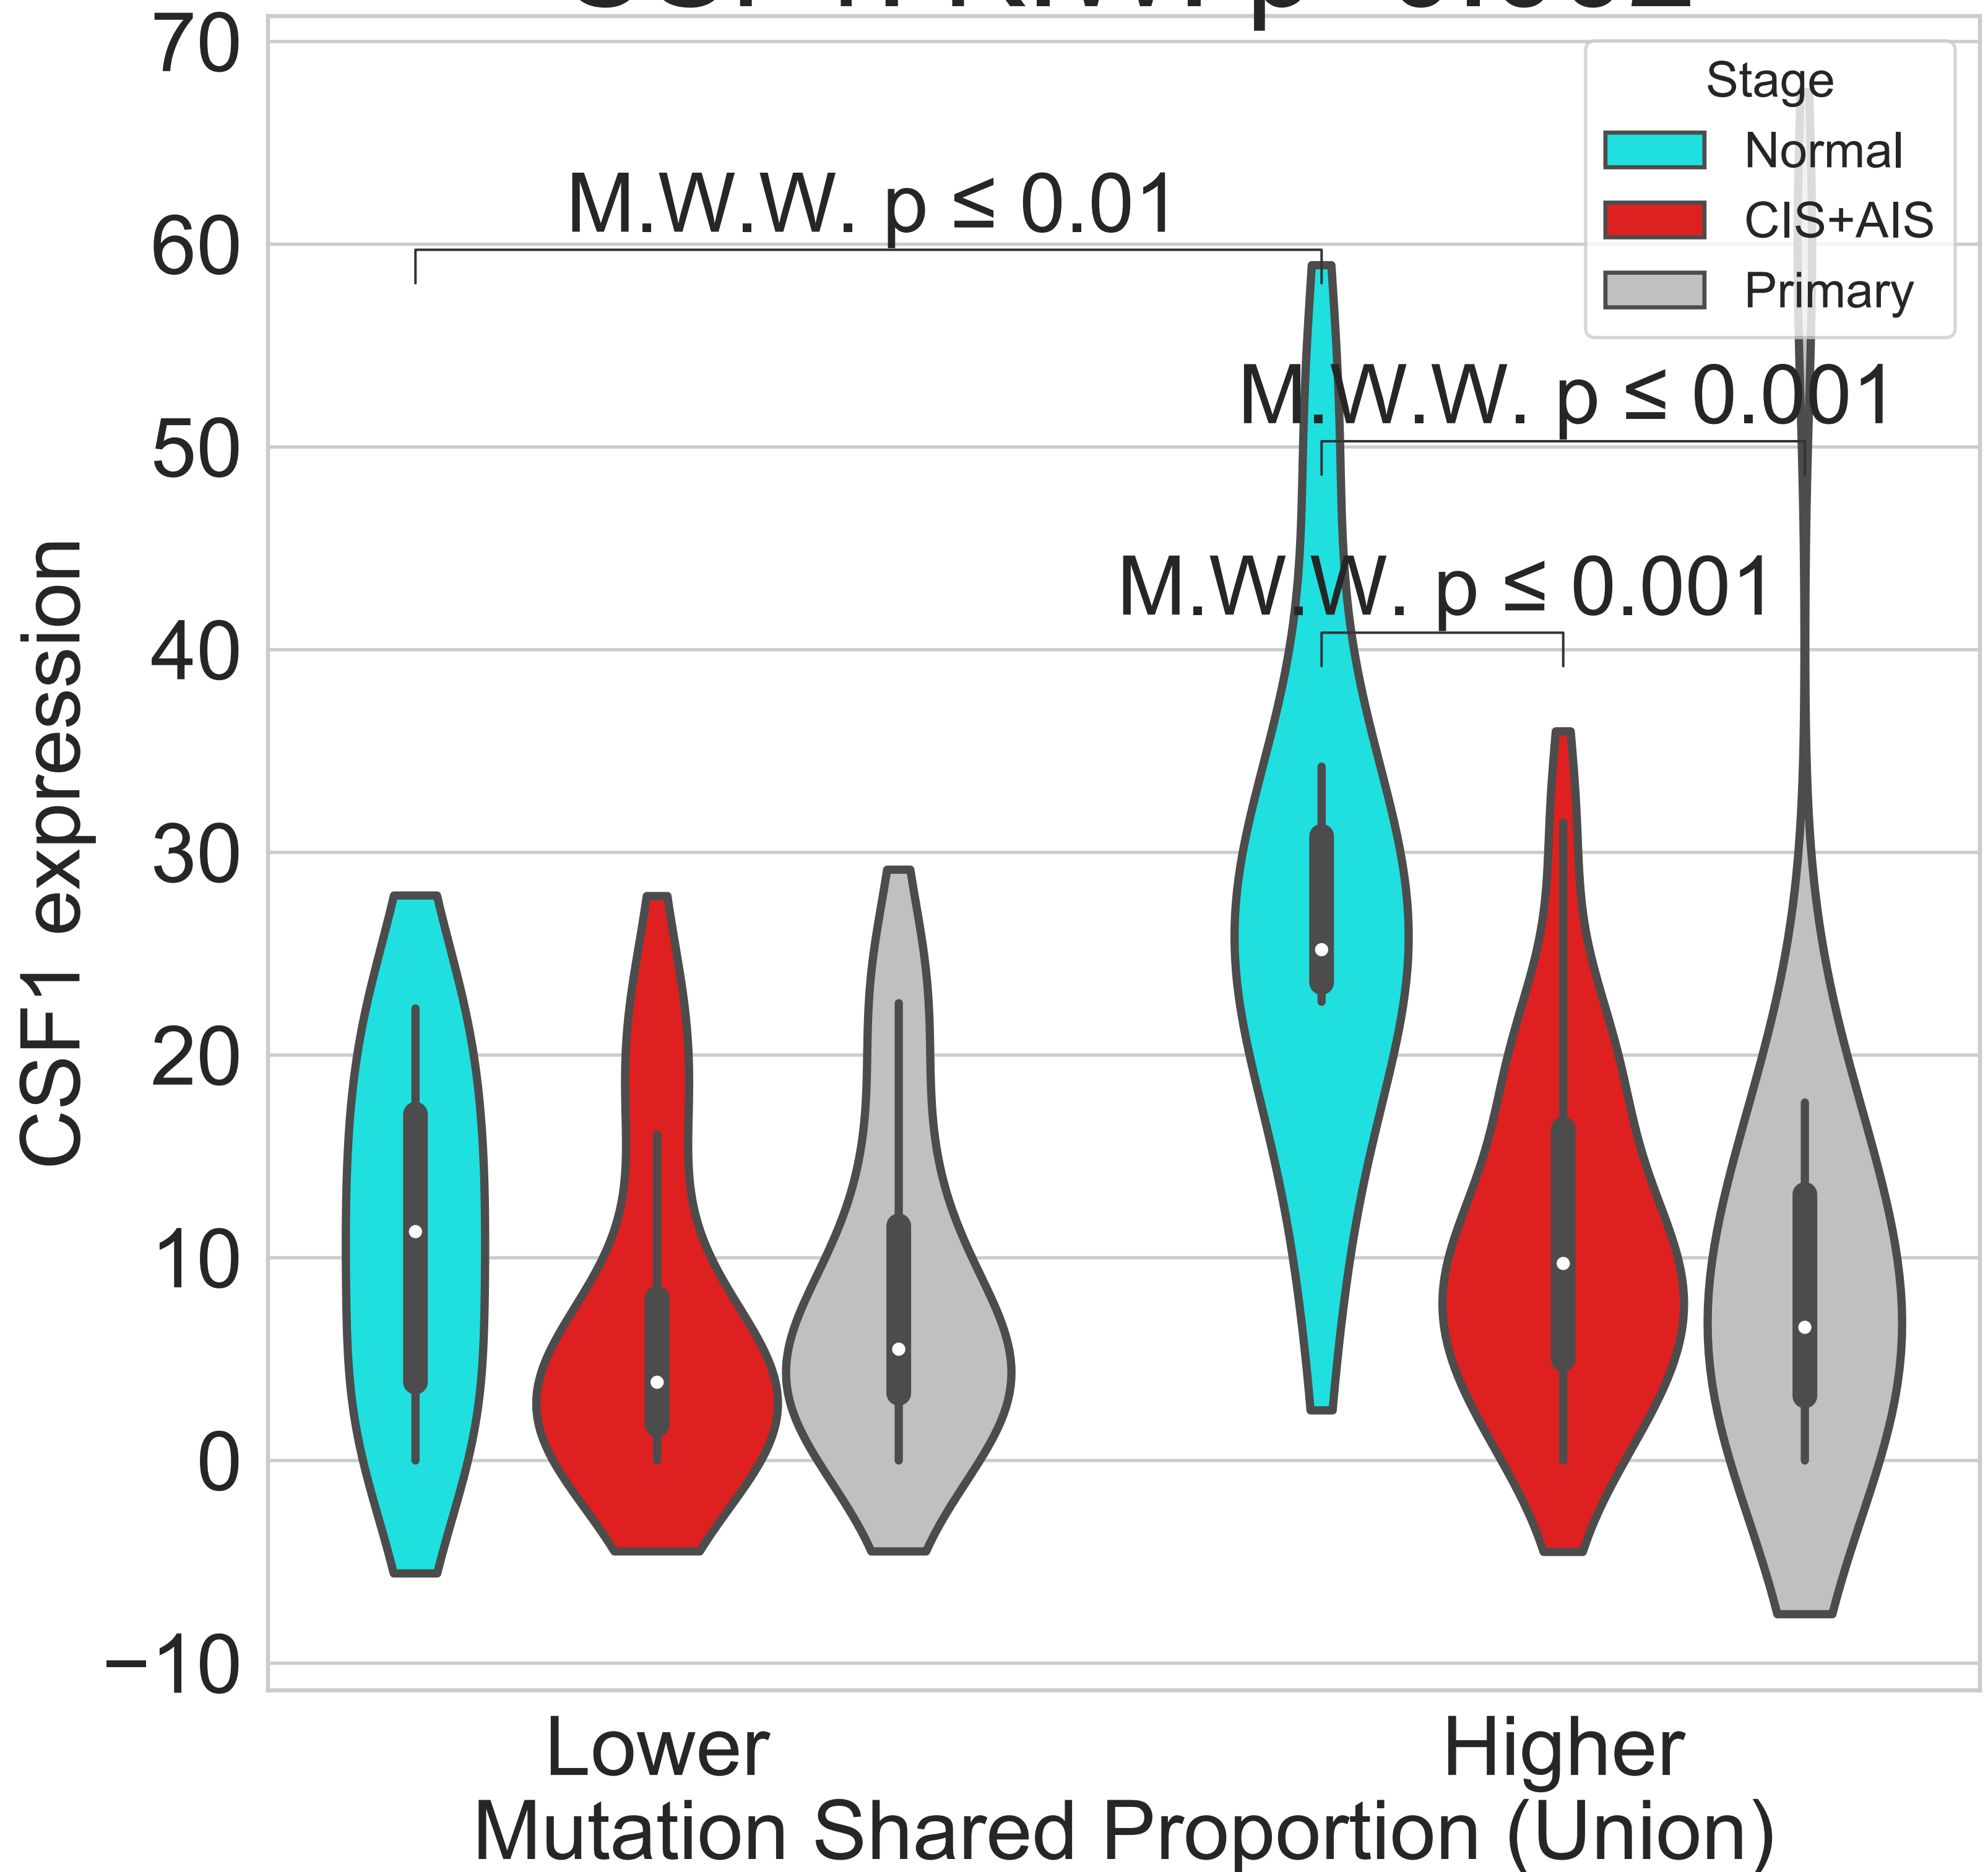 70
60
50
40
30
20
10
0
−10
CSF1 expression
Stage
Normal
CIS+AIS
Primary
M.W.W. p ≤ 0.01
M.W.W. p ≤ 0.001
M.W.W. p ≤ 0.001
Lower
Higher
Mutation Shared Proportion (Union)